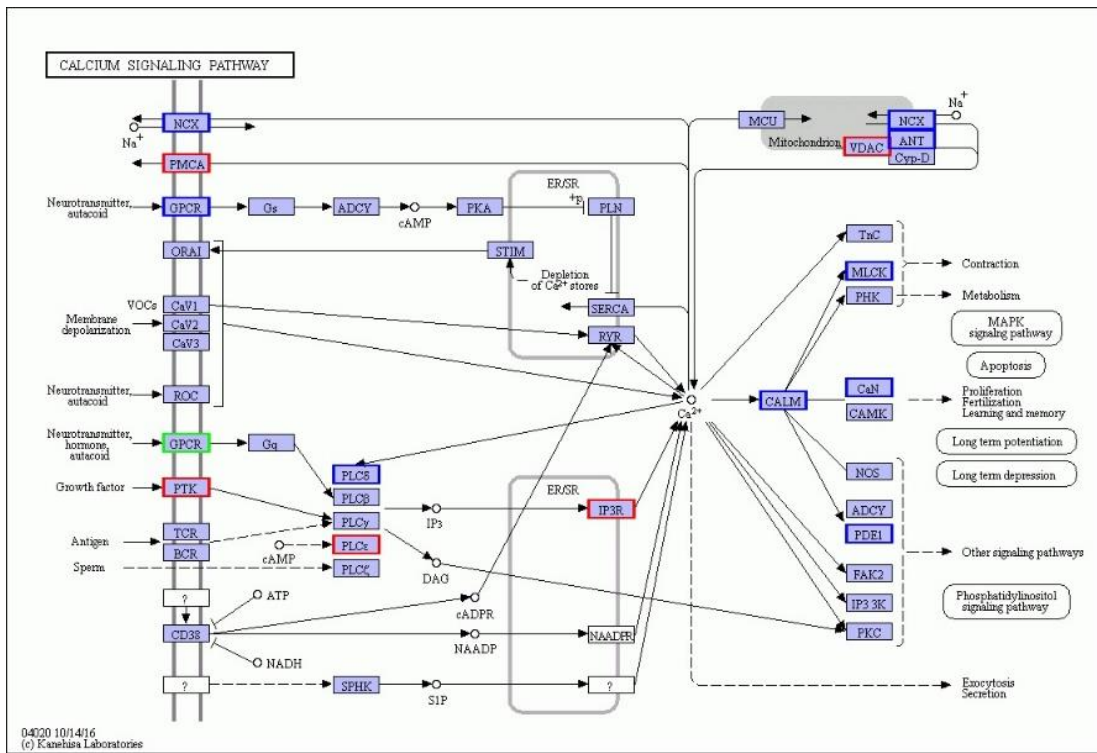 CALCIUM SIGNALING PATHWAY
NCX
Na+
PMCA
Neurotransmitter,
autacoid
GPCR
Gs
ADCY
cAMP
PKA
ER/SR
+p
PLN
ORAI
STIM
Depletion
of Ca2+ stores
VOCs
CaV1
CaV2
CaV3
Membrane
depolarization
SERCA
RYR
Neurotransmitter,
autacoid
ROC
Neurotransmitter,
hormone,
autacoid
GPCR
Gq
PLCδ
PLCβ
Growth factor
PTK
PLCγ
IP3
ER/SR
IP3R
Antigen
TCR
BCR
cAMP
PLCε
Sperm
PLCζ
DAG
?
ATP
cADPR
CD38
NAADP
NAADPR
NADH
?
SPHK
S1P
?
MCU
Mitochondrion
VDAC
NCX
ANT
Cyp-D
Na+
Ca2+
CALM
TnC
MLCK
PHK
Contraction
Metabolism
MAPK
signalng pathway
Apoptosis
CaN
CAMK
Proliferation
Fertilization
Learning and memory
Long term potentiation
Long term depression
NOS
ADCY
PDE1
FAK2
IP3 3K
PKC
Other signaling pathways
Phosphatidylinositol
signaling pathway
Exocytosis
Secretion
04020 10/14/16
(c) Kanehisa Laboratories